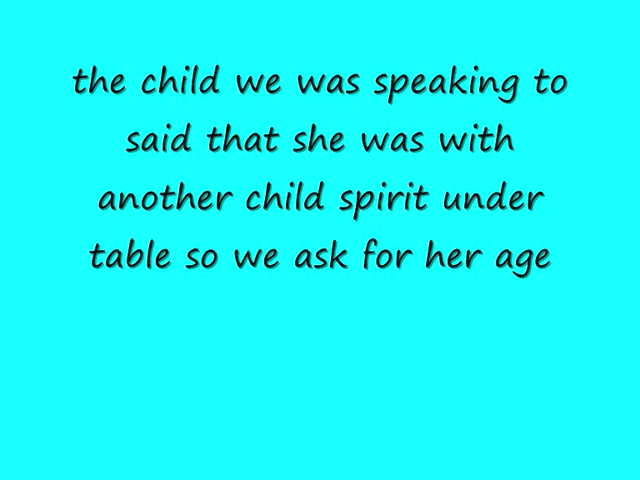 the child we was speaking to
said that she was with
another child spirit under
table so we ask for her age